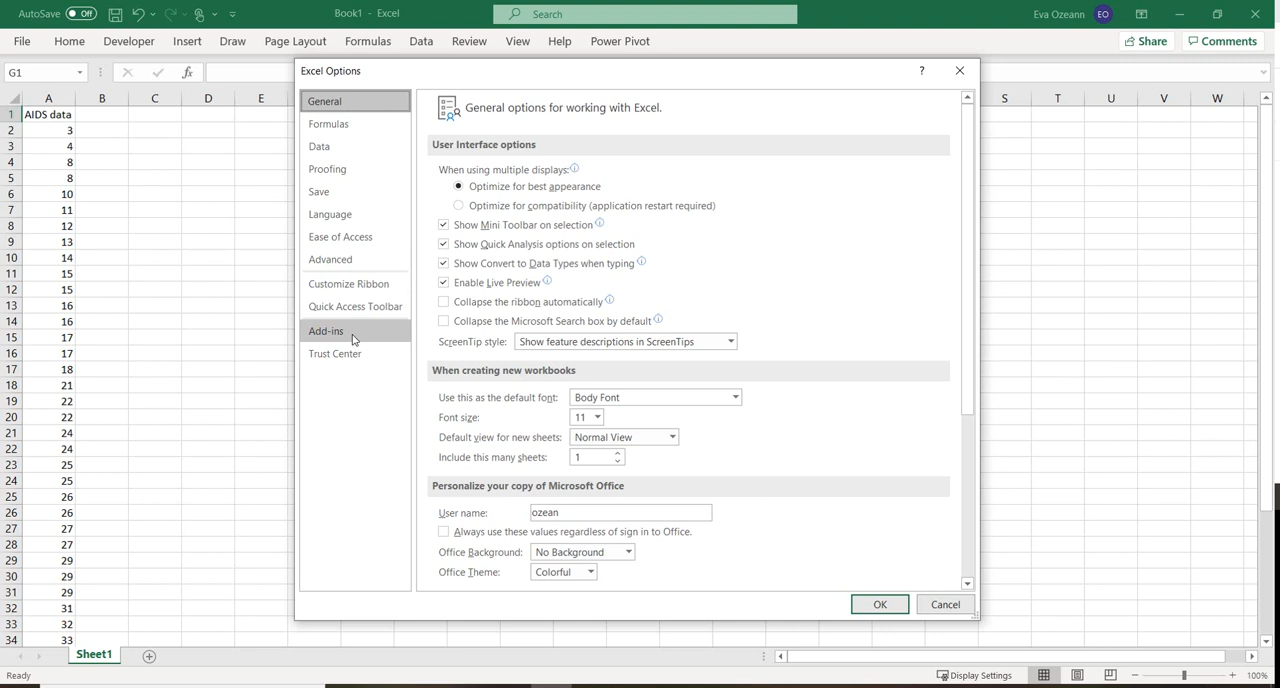 AutoSave Off
Book1 - Excel
Search
Eva Ozeann EO
File Home Developer Insert Draw Page Layout Formulas Data Review View Help Power Pivot
Share Comments
G1
fx
Excel Options
?
A B C D E S T U V W
1 AIDS data
2 3
3 4
4 8
5 8
6 10
7 11
8 12
9 13
10 14
11 15
12 15
13 16
14 16
15 17
16 17
17 18
18 21
19 22
20 22
21 24
22 24
23 25
24 25
25 26
26 26
27 27
28 27
29 29
30 29
31 29
32 31
33 32
34 33
General
Formulas
Data
Proofing
Save
Language
Ease of Access
Advanced
Customize Ribbon
Quick Access Toolbar
Add-ins
Trust Center
General options for working with Excel.
User Interface options
When using multiple displays:
Optimize for best appearance
Optimize for compatibility (application restart required)
Show Mini Toolbar on selection
Show Quick Analysis options on selection
Show Convert to Data Types when typing
Enable Live Preview
Collapse the ribbon automatically
Collapse the Microsoft Search box by default
ScreenTip style: Show feature descriptions in ScreenTips
When creating new workbooks
Use this as the default font: Body Font
Font size: 11
Default view for new sheets: Normal View
Include this many sheets: 1
Personalize your copy of Microsoft Office
User name: ozean
Always use these values regardless of sign in to Office.
Office Background: No Background
Office Theme: Colorful
OK Cancel
Sheet1
Ready
Display Settings
100%